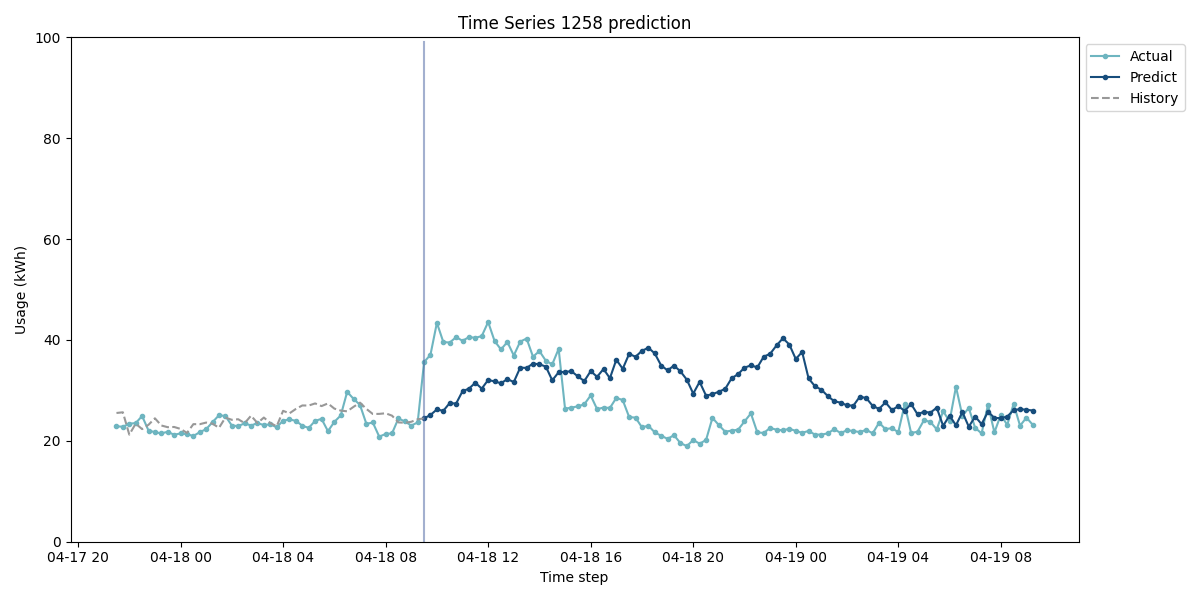 Time Series 1258 prediction
Usage (kWh)
100
80
60
40
20
0
04-17 20
04-18 00
04-18 04
04-18 08
04-18 12
04-18 16
04-18 20
04-19 00
04-19 04
04-19 08
Time step
Actual
Predict
History